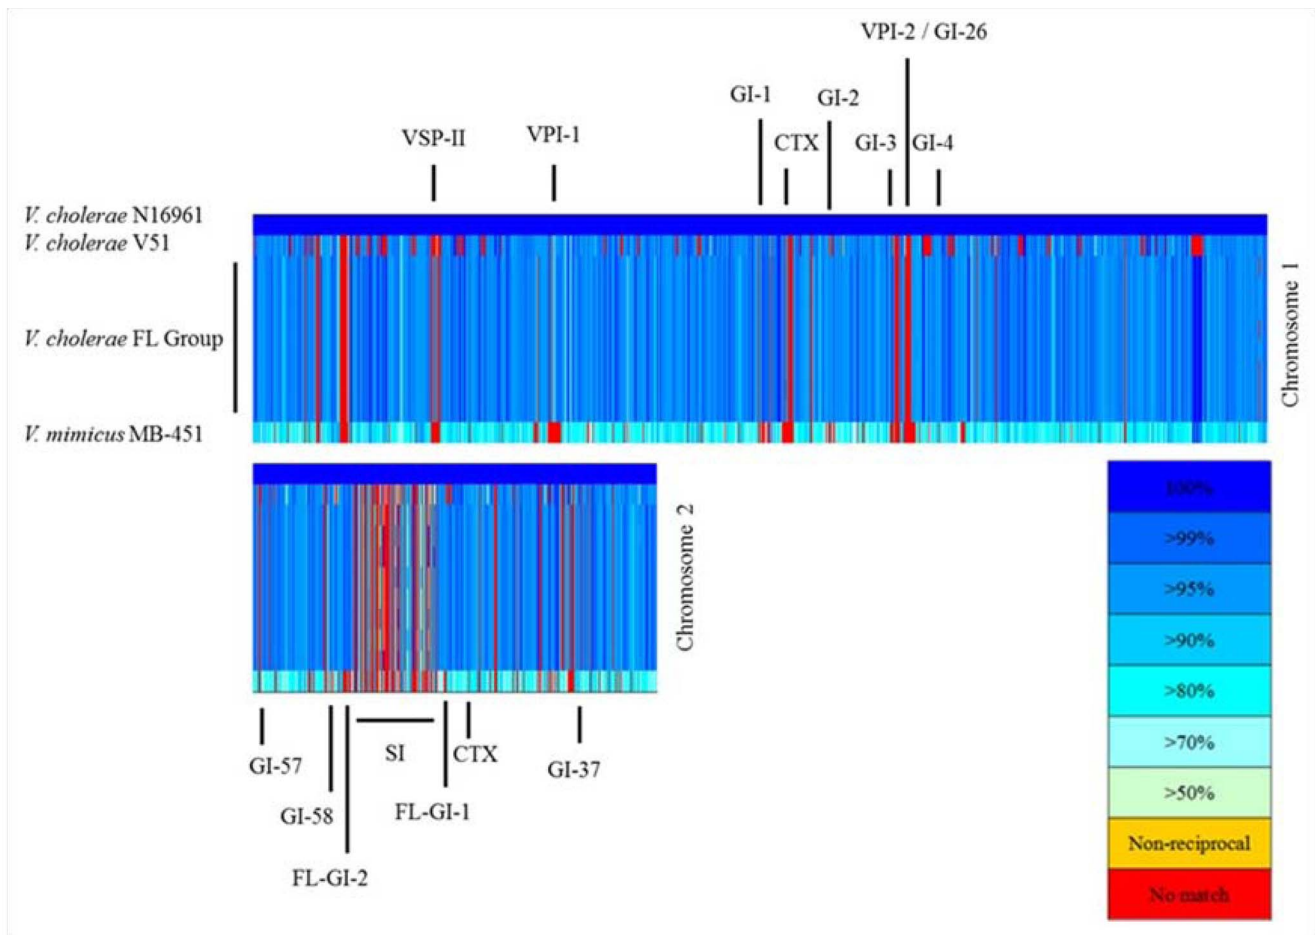 VPI-2 / GI-26
GI-1
GI-2
VSP-II
VPI-1
CTX
GI-3
GI-4
V. cholerae N16961
V. cholerae V51
V. cholerae FL Group
V. mimicus MB-451
Chromosome 1
Chromosome 2
100%
>99%
>95%
>90%
>80%
>70%
>50%
Non-reciprocal
No match
GI-57
SI
CTX
GI-37
GI-58
FL-GI-1
FL-GI-2